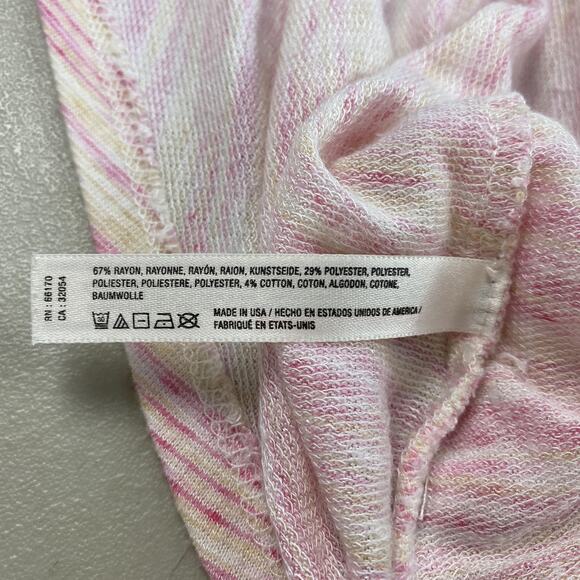 67% RAYON, RAYONNE, RAYÓN, RAION, KUNSTSEIDE, 29% POLYESTER, POLYESTER,
POLIESTER, POLIESTERE, POLYESTER, 4% COTTON, COTON, ALGODON, COTONE,
BAUMWOLLE
MADE IN USA / HECHO EN ESTADOS UNIDOS DE AMERICA /
FABRIQUÉ EN ETATS-UNIS
RN : 66170
CA : 32054